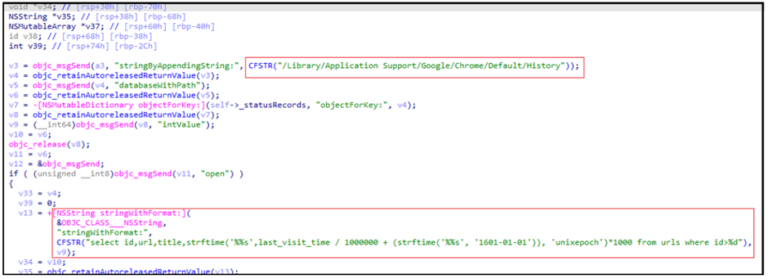 void *v34; // [rsp+30h] [rbp-70h]
NSString *v35; // [rsp+38h] [rbp-68h]
NSMutableArray *v37; // [rsp+60h] [rbp-40h]
id v38; // [rsp+68h] [rbp-38h]
int v39; // [rsp+74h] [rbp-2Ch]
v3 = objc_msgSend(a3, "stringByAppendingString:", CFSTR("/Library/Application Support/Google/Chrome/Default/History"));
v4 = objc_retainAutoreleasedReturnValue(v3);
v5 = objc_msgSend(v4, "databaseWithPath");
v6 = objc_retainAutoreleasedReturnValue(v5);
v7 = -[NSMutableDictionary objectForKey:](self->_statusRecords, "objectForKey:", v4);
v8 = objc_retainAutoreleasedReturnValue(v7);
v9 = (__int64)objc_msgSend(v8, "intValue");
v10 = v6;
objc_release(v8);
v11 = v6;
v12 = &objc_msgSend;
if ( (unsigned __int8)objc_msgSend(v11, "open") )
{
v33 = v4;
v39 = 0;
v13 = +[NSString stringWithFormat:](
&OBJC_CLASS___NSString,
"stringWithFormat:",
CFSTR("select id,url,title,strftime('%%s',last_visit_time / 1000000 + (strftime('%%s', '1601-01-01')), 'unixepoch')*1000 from urls where id>%d"),
v9);
v34 = v10;
v35 = objc_retainAutoreleasedReturnValue(v13);